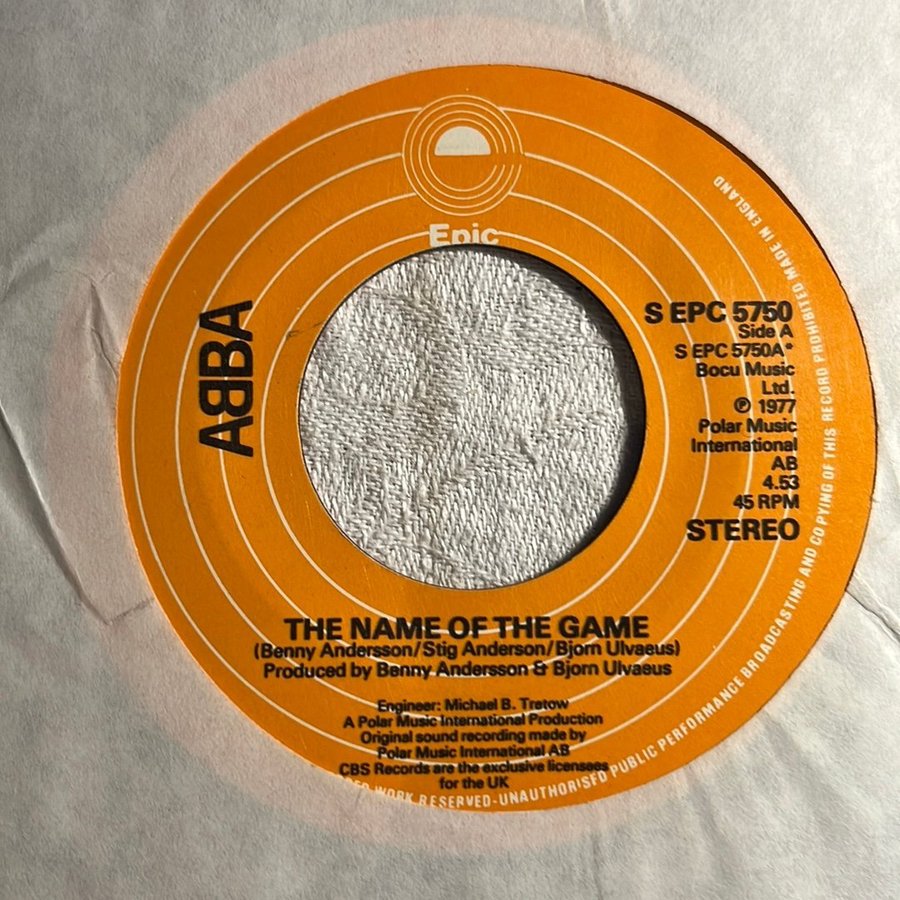 Epic
ABBA
S EPC 5750
Side A
S EPC 5750A*
Bocu Music
Ltd.
℗ 1977
Polar Music
International
AB
4.53
45 RPM
STEREO
THE NAME OF THE GAME
(Benny Andersson/Stig Anderson/Bjorn Ulvaeus)
Produced by Benny Andersson & Bjorn Ulvaeus
Engineer: Michael B. Tretow
A Polar Music International Production
Original sound recording made by
Polar Music International AB
CBS Records are the exclusive licensees
for the UK
WORK RESERVED-UNAUTHORISED PUBLIC PERFORMANCE BROADCASTING AND COPYING OF THIS RECORD PROHIBITED MADE IN ENGLAND